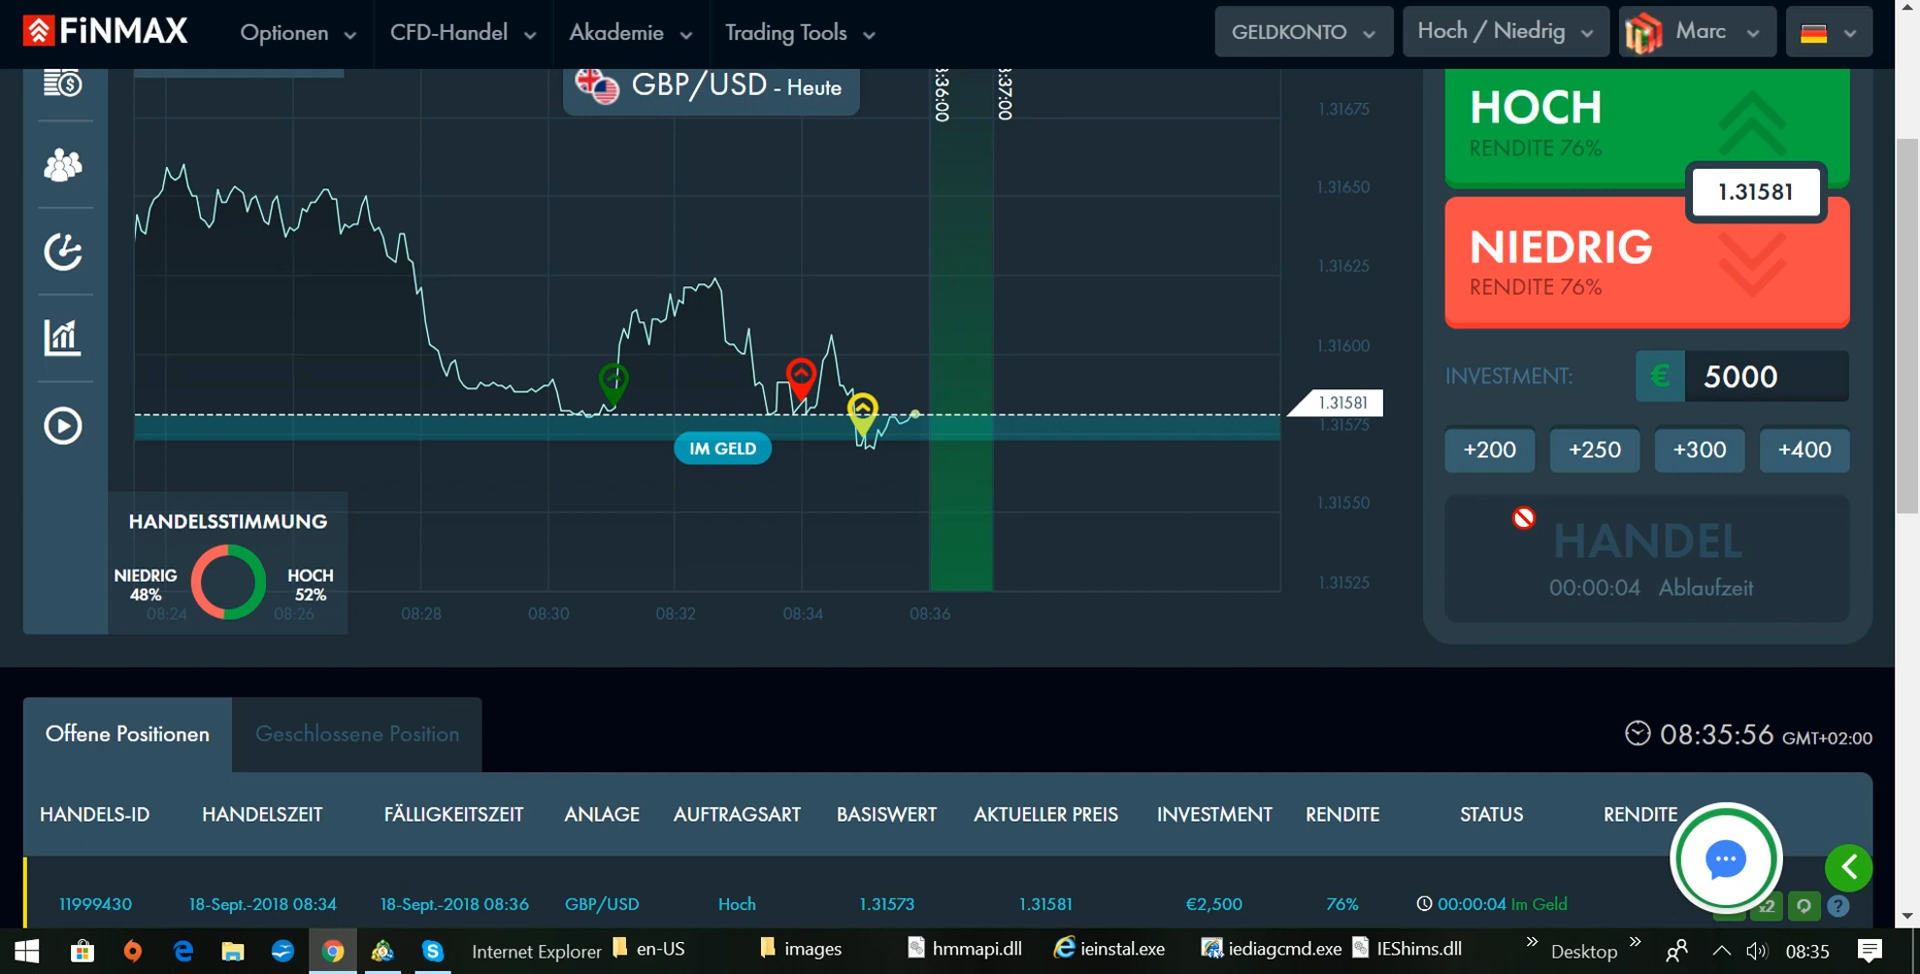 FiNMAX
Optionen
CFD-Handel
Akademie
Trading Tools
GELDKONTO
Hoch / Niedrig
Marc
GBP/USD - Heute
:36:00
:37:00
1.31675
1.31650
1.31625
1.31600
1.31581
1.31575
1.31550
1.31525
IM GELD
HANDELSSTIMMUNG
NIEDRIG
48%
HOCH
52%
08:24
08:26
08:28
08:30
08:32
08:34
08:36
HOCH
RENDITE 76%
1.31581
NIEDRIG
RENDITE 76%
INVESTMENT:
€
5000
+200
+250
+300
+400
HANDEL
00:00:04 Ablaufzeit
Offene Positionen
Geschlossene Position
08:35:56 GMT+02:00
HANDELS-ID HANDELSZEIT FÄLLIGKEITSZEIT ANLAGE AUFTRAGSART BASISWERT AKTUELLER PREIS INVESTMENT RENDITE STATUS RENDITE
11999430 18-Sept.-2018 08:34 18-Sept.-2018 08:36 GBP/USD Hoch 1.31573 1.31581 €2,500 76% 00:00:04 Im Geld x2 ?
Internet Explorer en-US images hmmapi.dll ieinstal.exe iediagcmd.exe IEShims.dll » Desktop » 08:35